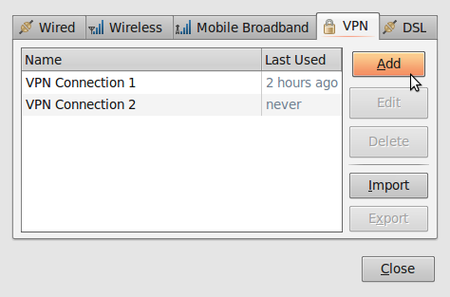 Wired Wireless Mobile Broadband VPN DSL
Name Last Used
VPN Connection 1 2 hours ago
VPN Connection 2 never
Add
Edit
Delete
Import
Export
Close